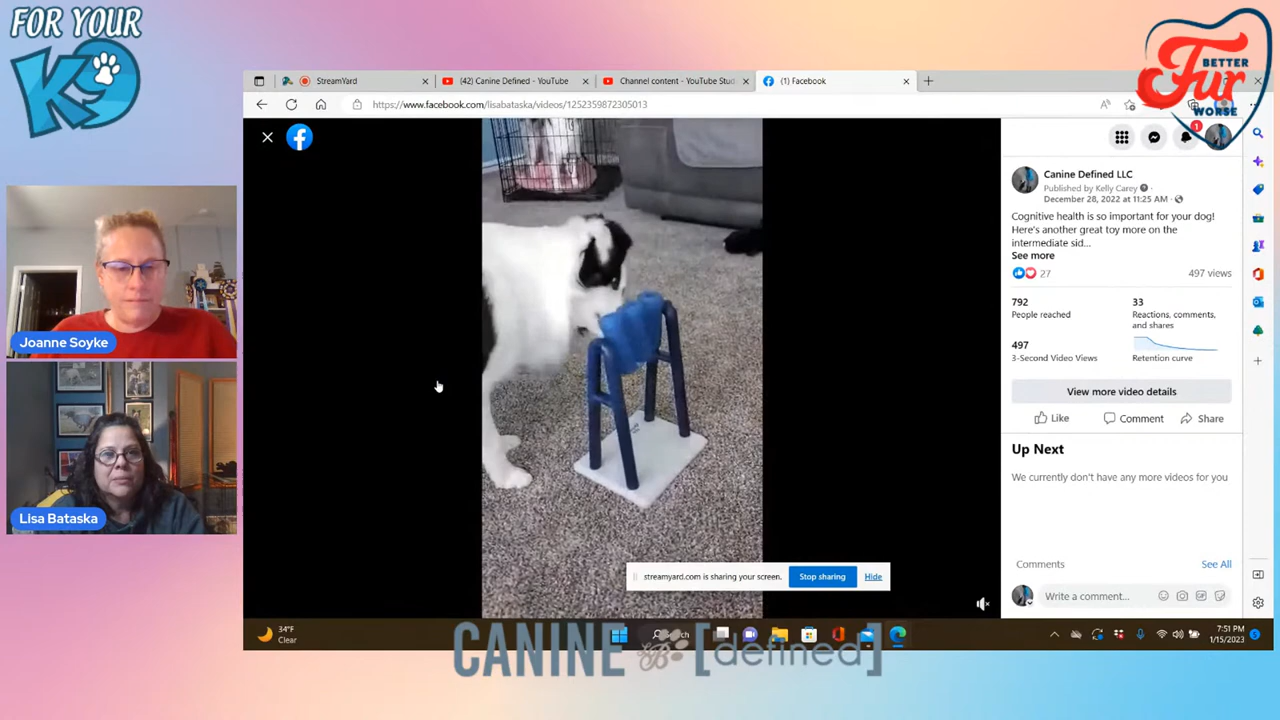 FOR YOUR
K9
BETTER
Fur
WORSE
StreamYard
(42) Canine Defined - YouTube
Channel content - YouTube Stud
(1) Facebook
https://www.facebook.com/lisabataska/videos/1252359872305013
1
Canine Defined LLC
Published by Kelly Carey
December 28, 2022 at 11:25 AM
Cognitive health is so important for your dog!
Here's another great toy more on the
intermediate sid...
See more
27
497 views
792
People reached
33
Reactions, comments,
and shares
497
3-Second Video Views
Retention curve
View more video details
Like
Comment
Share
Up Next
We currently don't have any more videos for you
Comments
See All
Write a comment...
GIF
Joanne Soyke
Lisa Bataska
streamyard.com is sharing your screen.
Stop sharing
Hide
34°F
Clear
7:51 PM
1/15/2023
CANINE [defined]